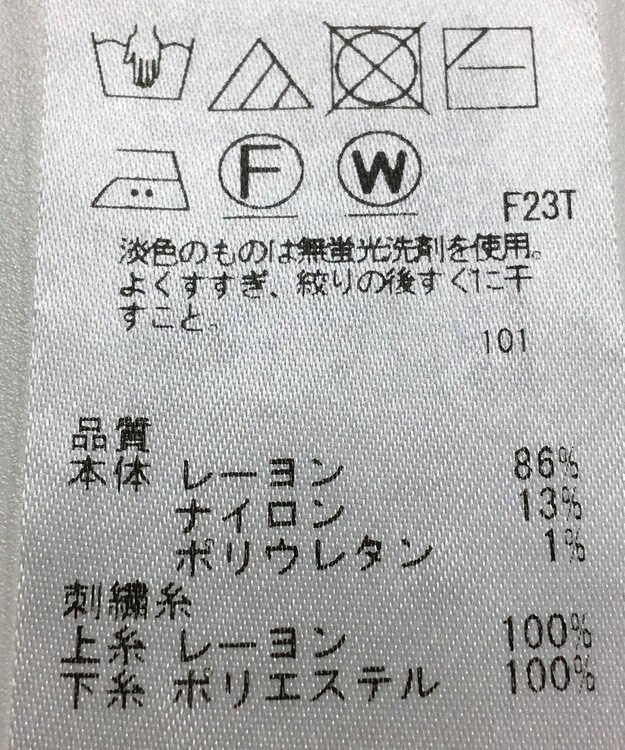 F W
F23T
淡色のものは無蛍光洗剤を使用。
よくすすぎ、絞りの後すぐに干
すこと。
101
品質
本体 レーヨン 86%
ナイロン 13%
ポリウレタン 1%
刺繍糸
上糸 レーヨン 100%
下糸 ポリエステル 100%